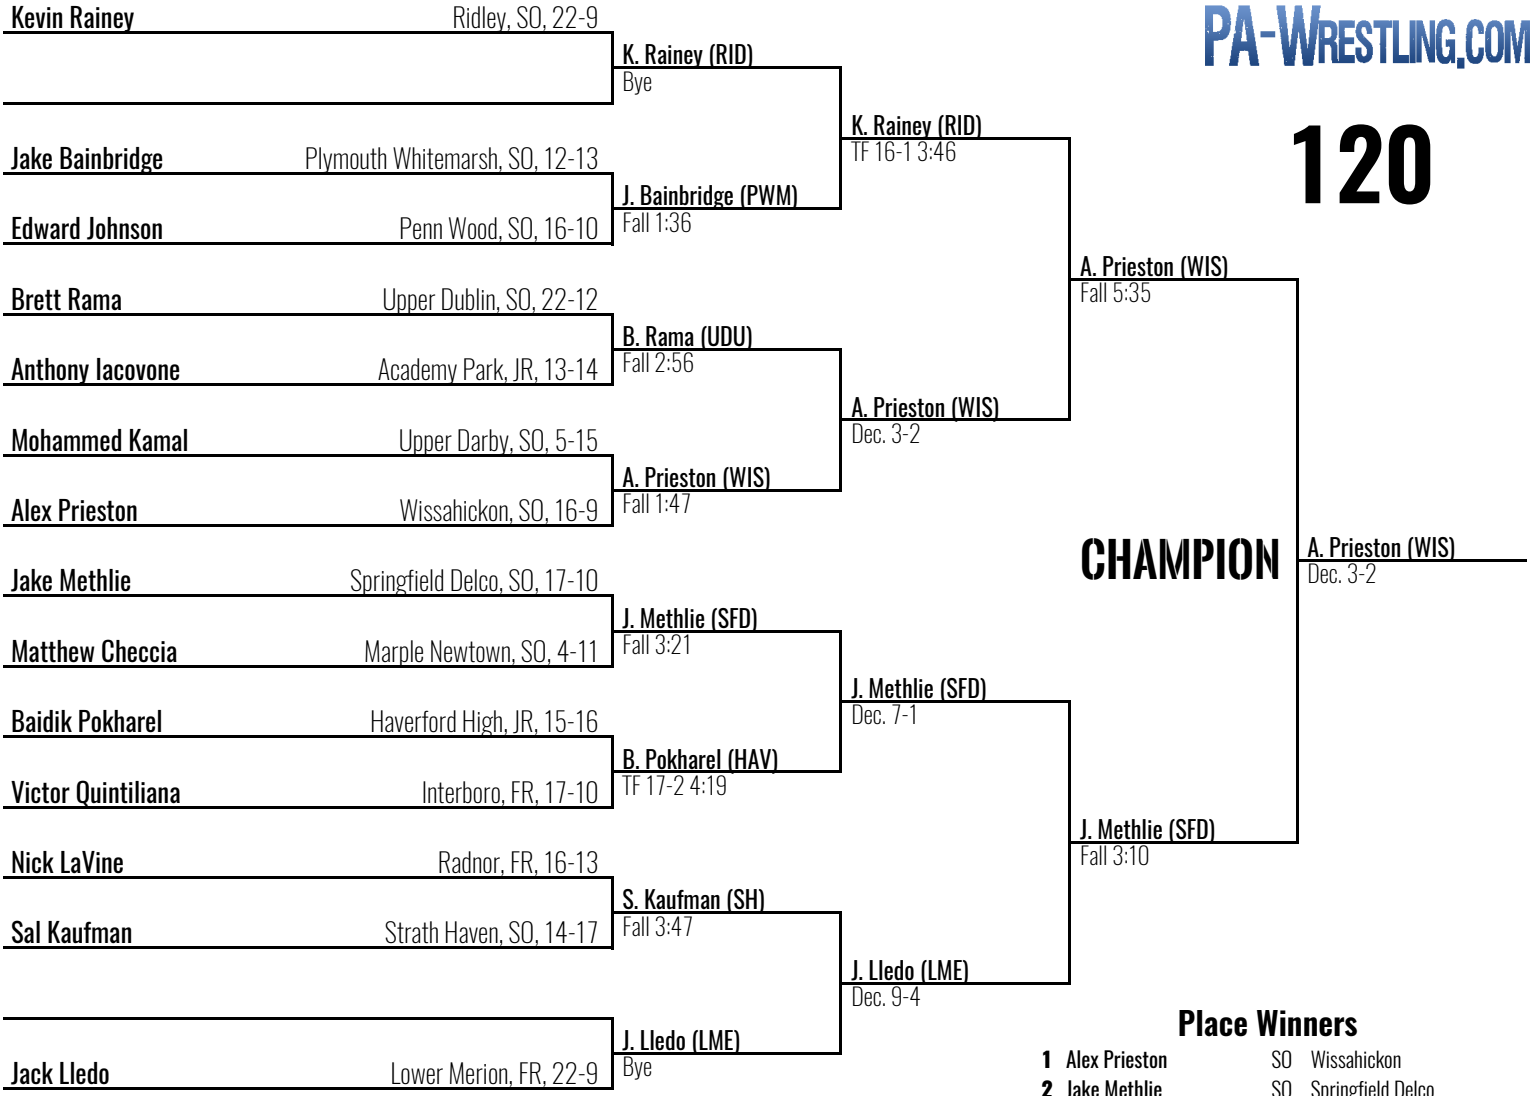 Kevin Rainey Ridley, SO, 22-9
PA-WRESTLING.COM
K. Rainey (RID)
Bye
K. Rainey (RID)
TF 16-1 3:46
120
Jake Bainbridge Plymouth Whitemarsh, SO, 12-13
J. Bainbridge (PWM)
Fall 1:36
Edward Johnson Penn Wood, SO, 16-10
A. Prieston (WIS)
Fall 5:35
Brett Rama Upper Dublin, SO, 22-12
B. Rama (UDU)
Fall 2:56
Anthony Iacovone Academy Park, JR, 13-14
A. Prieston (WIS)
Dec. 3-2
Mohammed Kamal Upper Darby, SO, 5-15
A. Prieston (WIS)
Fall 1:47
Alex Prieston Wissahickon, SO, 16-9
CHAMPION
A. Prieston (WIS)
Dec. 3-2
Jake Methlie Springfield Delco, SO, 17-10
J. Methlie (SFD)
Fall 3:21
Matthew Checcia Marple Newtown, SO, 4-11
J. Methlie (SFD)
Dec. 7-1
Baidik Pokharel Haverford High, JR, 15-16
B. Pokharel (HAV)
TF 17-2 4:19
Victor Quintiliana Interboro, FR, 17-10
J. Methlie (SFD)
Fall 3:10
Nick LaVine Radnor, FR, 16-13
S. Kaufman (SH)
Fall 3:47
Sal Kaufman Strath Haven, SO, 14-17
J. Lledo (LME)
Dec. 9-4
J. Lledo (LME)
Bye
Jack Lledo Lower Merion, FR, 22-9
Place Winners
1 Alex Prieston SO Wissahickon
2 Jake Methlie SO Springfield Delco